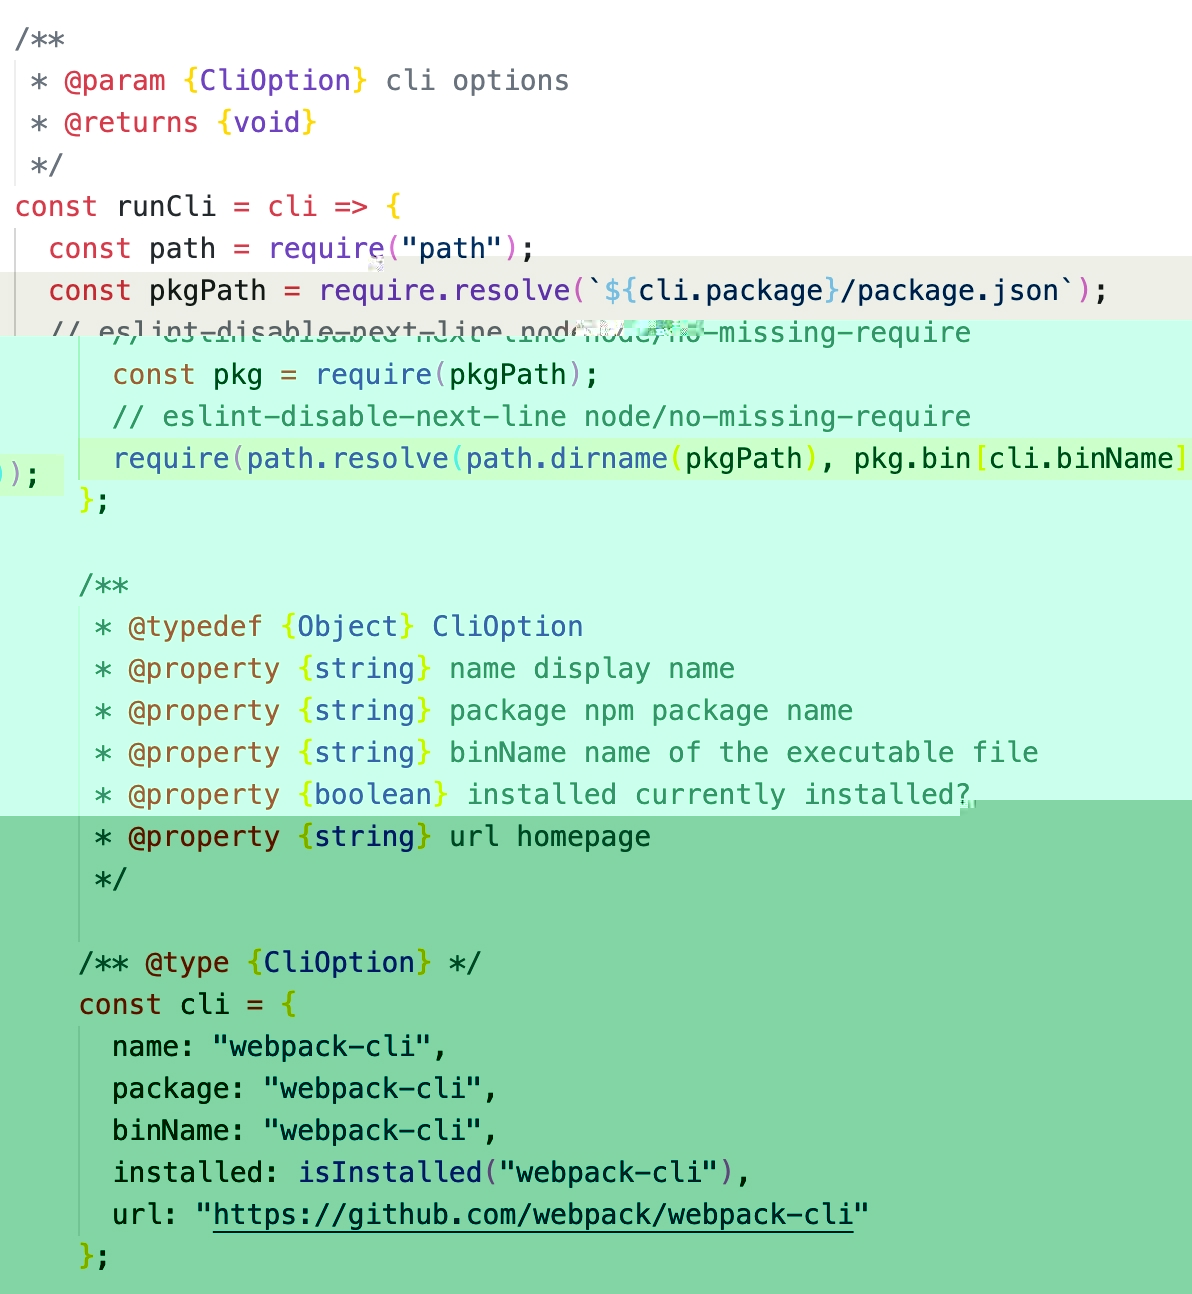 /**
 * @param {CliOption} cli options
 * @returns {void}
 */
const runCli = cli => {
  const path = require("path");
  const pkgPath = require.resolve(`${cli.package}/package.json`);
  // eslint-disable-next-line node/no-missing-require
  const pkg = require(pkgPath);
  // eslint-disable-next-line node/no-missing-require
  require(path.resolve(path.dirname(pkgPath), pkg.bin[cli.binName]));
};

/**
 * @typedef {Object} CliOption
 * @property {string} name display name
 * @property {string} package npm package name
 * @property {string} binName name of the executable file
 * @property {boolean} installed currently installed?
 * @property {string} url homepage
 */

/** @type {CliOption} */
const cli = {
  name: "webpack-cli",
  package: "webpack-cli",
  binName: "webpack-cli",
  installed: isInstalled("webpack-cli"),
  url: "https://github.com/webpack/webpack-cli"
};